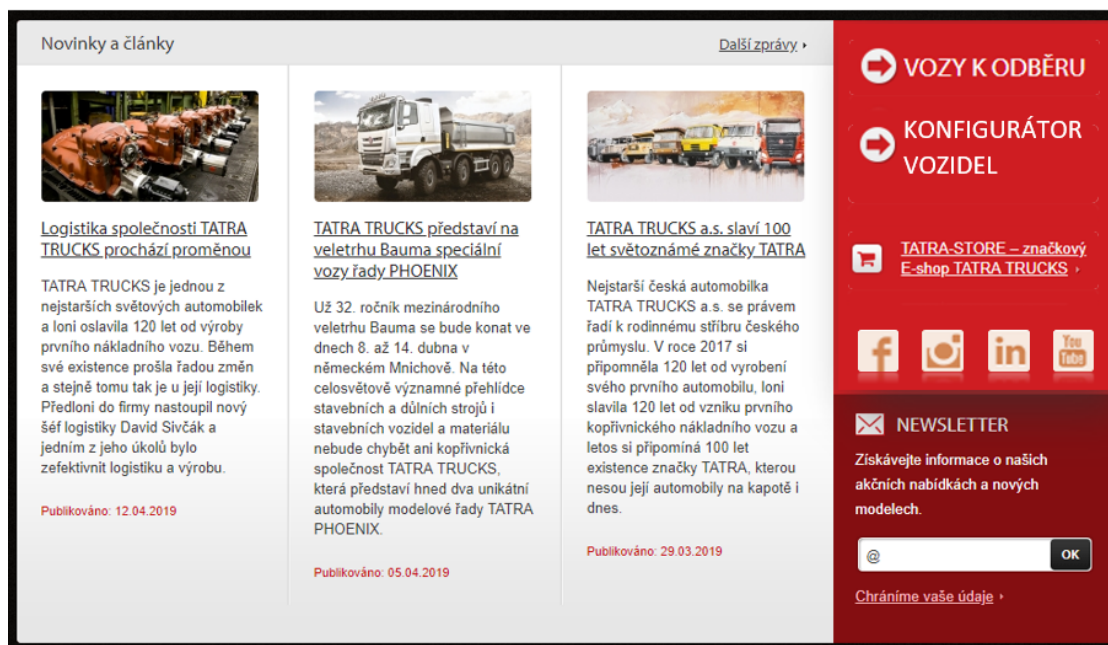 Novinky a články
Další zprávy
Logistika společnosti TATRA
TRUCKS prochází proměnou
TATRA TRUCKS je jednou z
nejstarších světových automobilek
a loni oslavila 120 let od výroby
prvního nákladního vozu. Během
své existence prošla řadou změn
a stejně tomu tak je u její logistiky.
Předloni do firmy nastoupil nový
šéf logistiky David Sivčák a
jedním z jeho úkolů bylo
zefektivnit logistiku a výrobu.
Publikováno: 12.04.2019
TATRA TRUCKS představí na
veletrhu Bauma speciální
vozy řady PHOENIX
Už 32. ročník mezinárodního
veletrhu Bauma se bude konat ve
dnech 8. až 14. dubna v
německém Mnichově. Na této
celosvětově významné přehlídce
stavebních a důlních strojů i
stavebních vozidel a materiálu
nebude chybět ani kopřivnická
společnost TATRA TRUCKS,
která představí hned dva unikátní
automobily modelové řady TATRA
PHOENIX.
Publikováno: 05.04.2019
TATRA TRUCKS a.s. slaví 100
let světoznámé značky TATRA
Nejstarší česká automobilka
TATRA TRUCKS a.s. se právem
řadí k rodinnému stříbru českého
průmyslu. V roce 2017 si
připomněla 120 let od vyrobení
svého prvního automobilu, loni
slavila 120 let od vzniku prvního
kopřivnického nákladního vozu a
letos si připomíná 100 let
existence značky TATRA, kterou
nesou její automobily na kapotě i
dnes.
Publikováno: 29.03.2019
VOZY K ODBĚRU
KONFIGURÁTOR
VOZIDEL
TATRA-STORE – značkový
E-shop TATRA TRUCKS
f
in
You
Tube
NEWSLETTER
Získávejte informace o našich
akčních nabídkách a nových
modelech.
@
OK
Chráníme vaše údaje